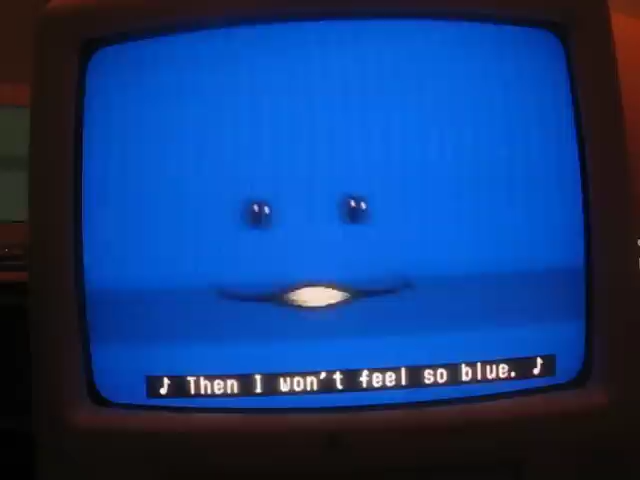 ♪ Then I won't feel so blue. ♪